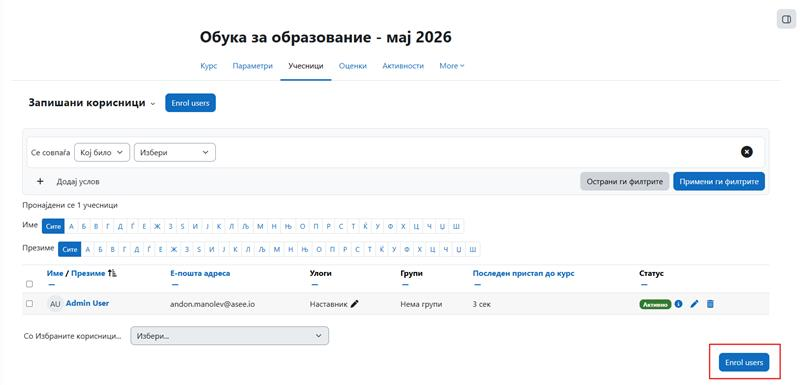 Обука за образование - мај 2026
Курс Параметри Учесници Оценки Активности More
Запишани корисници Enrol users
Се совпаѓа Кој било Избери
+ Додај услов Острани ги филтрите Примени ги филтрите
Пронајдени се 1 учесници
Име Сите А Б В Г Д Ѓ Е Ж З Ѕ И Ј К Л Љ М Н Њ О П Р С Т Ќ У Ф Х Ц Ч Џ Ш
Презиме Сите А Б В Г Д Ѓ Е Ж З Ѕ И Ј К Л Љ М Н Њ О П Р С Т Ќ У Ф Х Ц Ч Џ Ш
Име / Презиме Е-пошта адреса Улоги Групи Последен пристап до курс Статус
AU Admin User andon.manolev@asee.io Наставник Нема групи 3 сек Активно
Со Избраните корисници... Избери...
Enrol users